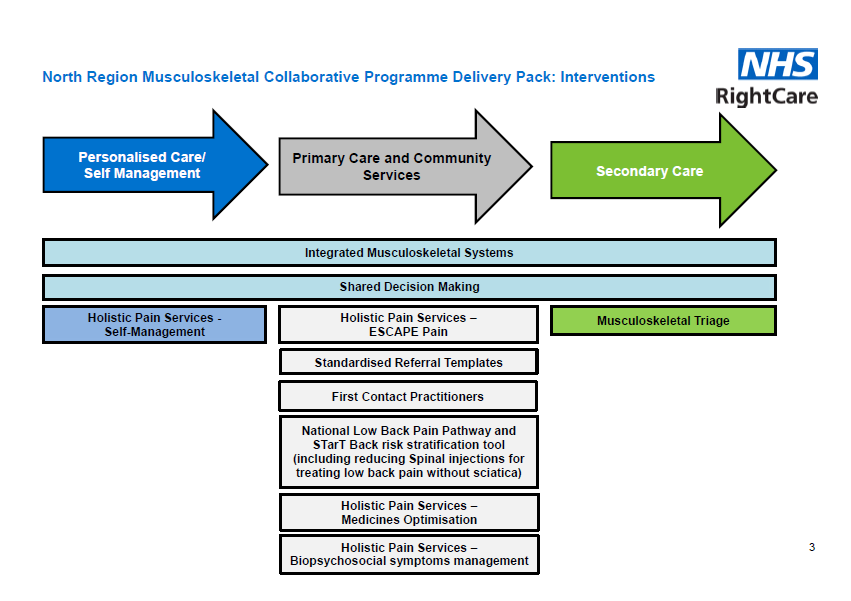 NHS
RightCare
North Region Musculoskeletal Collaborative Programme Delivery Pack: Interventions
Personalised Care/
Self Management
Primary Care and Community
Services
Secondary Care
Integrated Musculoskeletal Systems
Shared Decision Making
Holistic Pain Services -
Self-Management
Holistic Pain Services –
ESCAPE Pain
Musculoskeletal Triage
Standardised Referral Templates
First Contact Practitioners
National Low Back Pain Pathway and
STarT Back risk stratification tool
(including reducing Spinal injections for
treating low back pain without sciatica)
Holistic Pain Services –
Medicines Optimisation
Holistic Pain Services –
Biopsychosocial symptoms management
3